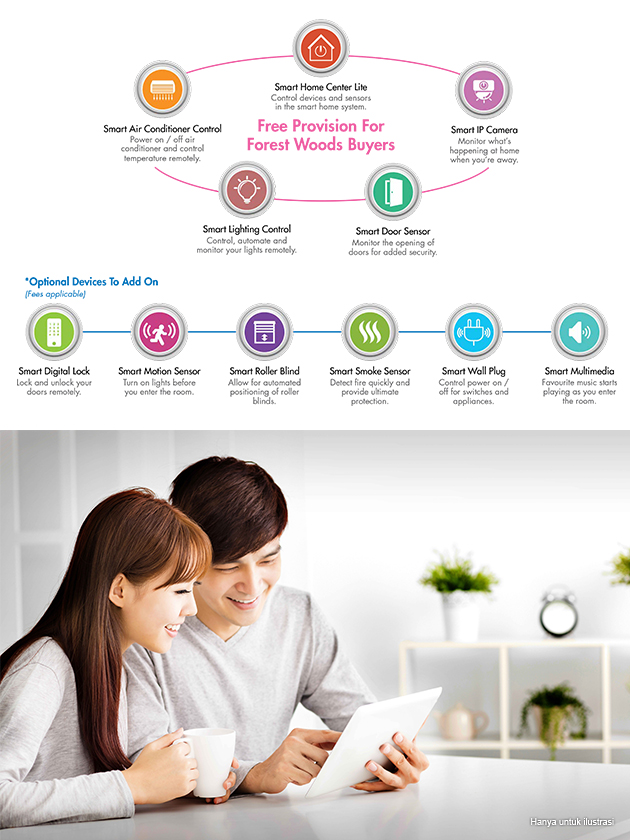 Smart Home Center Lite
Control devices and sensors
in the smart home system.
Smart Air Conditioner Control
Power on / off air
conditioner and control
temperature remotely.
Free Provision For
Forest Woods Buyers
Smart IP Camera
Monitor what's
happening at home
when you're away.
Smart Lighting Control
Control, automate and
monitor your lights remotely.
Smart Door Sensor
Monitor the opening of
doors for added security.
*Optional Devices To Add On
(Fees applicable)
Smart Digital Lock
Lock and unlock your
doors remotely.
Smart Motion Sensor
Turn on lights before
you enter the room.
Smart Roller Blind
Allow for automated
positioning of roller
blinds.
Smart Smoke Sensor
Detect fire quickly and
provide ultimate
protection.
Smart Wall Plug
Control power on /
off for switches and
appliances.
Smart Multimedia
Favourite music starts
playing as you enter
the room.
Hanya untuk ilustrasi